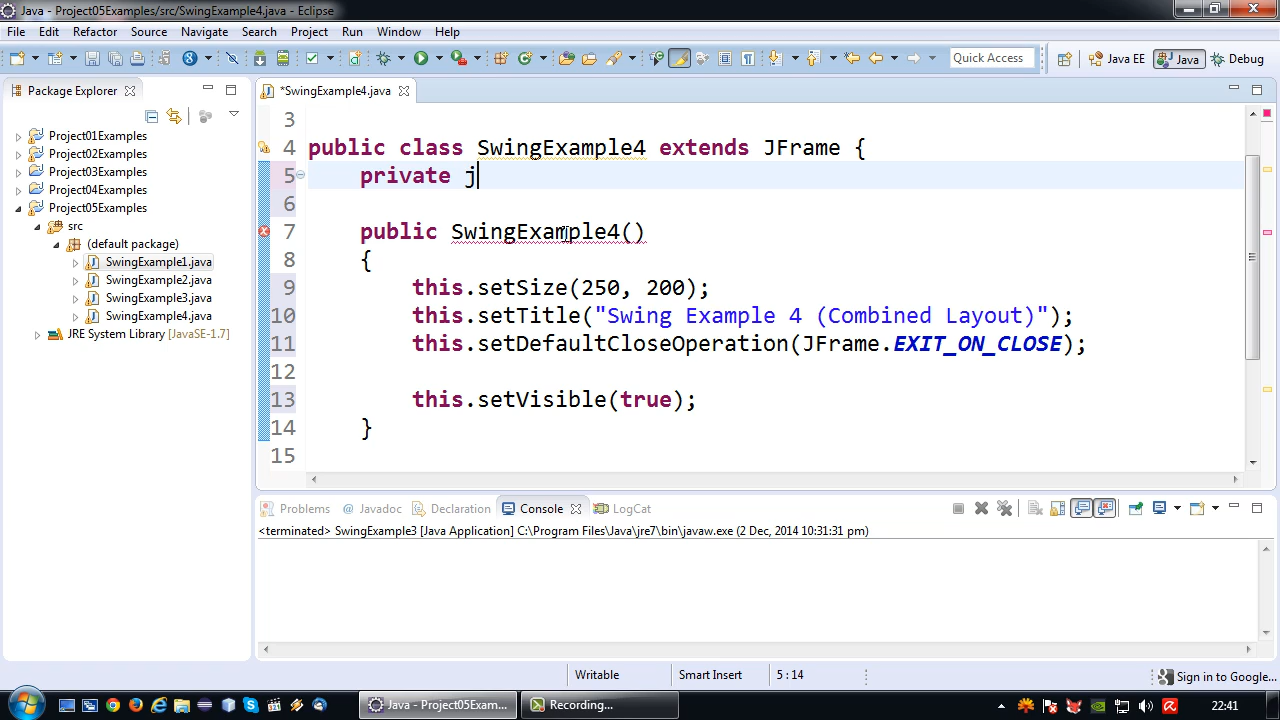 Java - Project05Examples/src/SwingExample4.java - Eclipse
File Edit Refactor Source Navigate Search Project Run Window Help
Quick Access Java EE Java Debug
Package Explorer
*SwingExample4.java
Project01Examples
Project02Examples
Project03Examples
Project04Examples
Project05Examples
src
(default package)
SwingExample1.java
SwingExample2.java
SwingExample3.java
SwingExample4.java
JRE System Library [JavaSE-1.7]
3
4 public class SwingExample4 extends JFrame {
5 private j
6
7 public SwingExample4()
8 {
9 this.setSize(250, 200);
10 this.setTitle("Swing Example 4 (Combined Layout)");
11 this.setDefaultCloseOperation(JFrame.EXIT_ON_CLOSE);
12
13 this.setVisible(true);
14 }
15
Problems @ Javadoc Declaration Console LogCat
<terminated> SwingExample3 [Java Application] C:\Program Files\Java\jre7\bin\javaw.exe (2 Dec, 2014 10:31:31 pm)
Writable Smart Insert 5 : 14 Sign in to Google...
Java - Project05Exam... Recording... 22:41